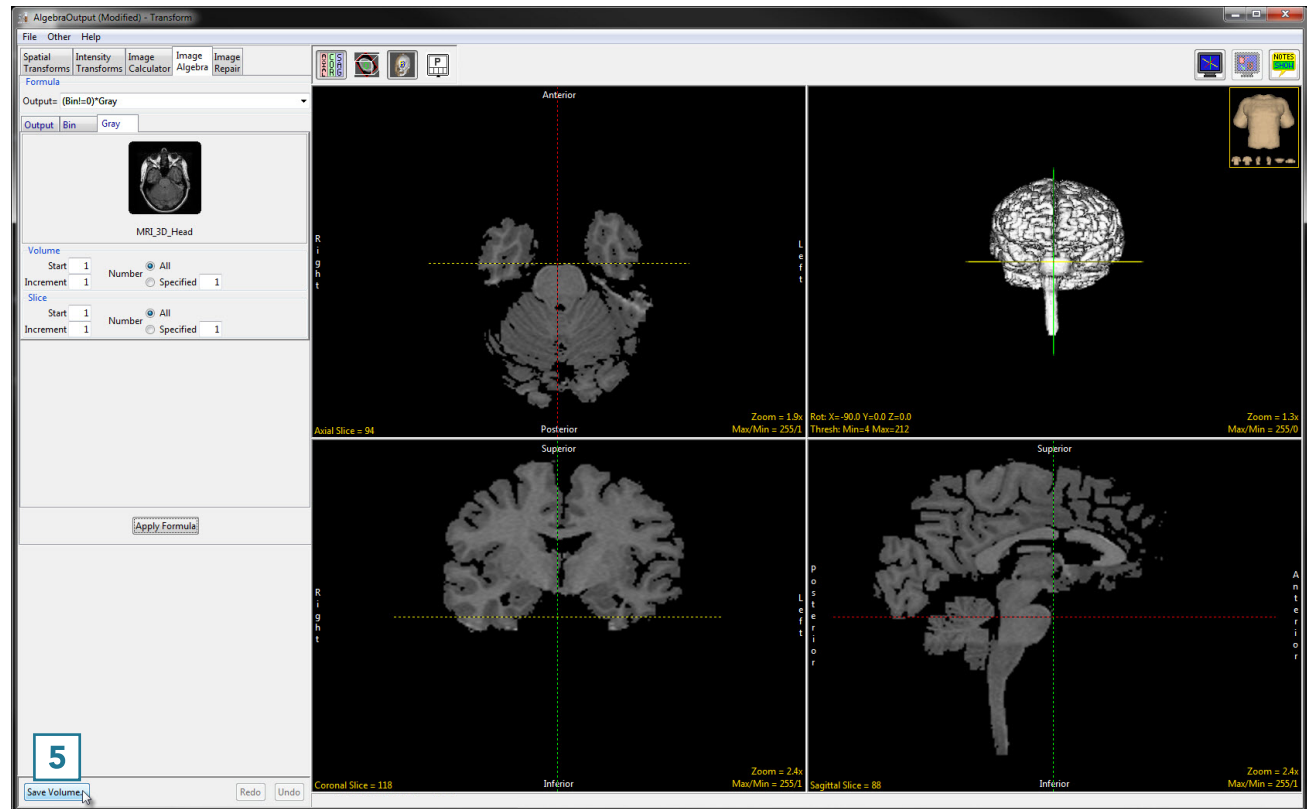 AlgebraOutput (Modified) - Transform
File Other Help
Spatial Transforms Intensity Transforms Image Calculator Image Algebra Image Repair
AXIAL CORO SAG
P
NOTES SHOW
Formula
Output= (Bin!=0)*Gray
Output Bin Gray
MRI_3D_Head
Volume
Start 1
Number All
Increment 1
Specified 1
Slice
Start 1
Number All
Increment 1
Specified 1
Apply Formula
5
Save Volume
Redo Undo
Anterior
Right
Left
Zoom = 1.9x
Axial Slice = 94
Posterior
Max/Min = 255/1
Rot: X=-90.0 Y=0.0 Z=0.0
Zoom = 1.3x
Thresh: Min=4 Max=212
Max/Min = 255/0
Superior
Right
Left
Zoom = 2.4x
Coronal Slice = 118
Inferior
Max/Min = 255/1
Superior
Posterior
Anterior
Zoom = 2.4x
Sagittal Slice = 88
Inferior
Max/Min = 255/1